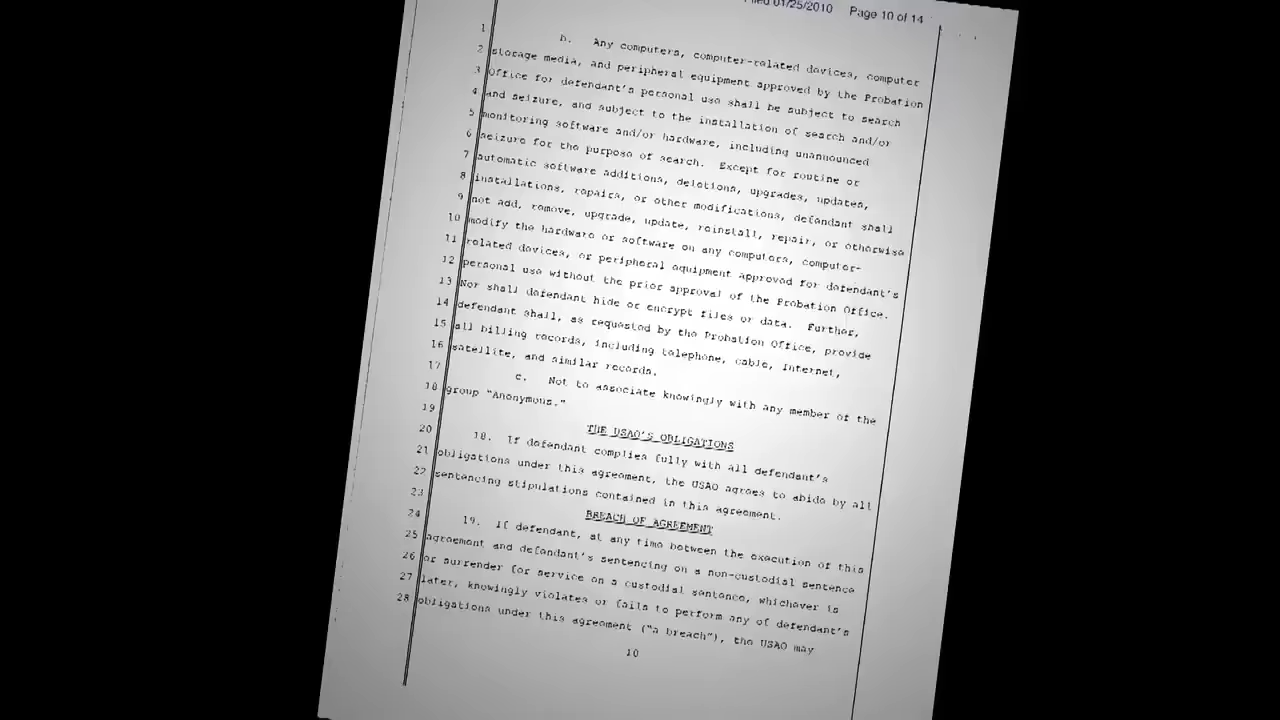 Filed 01/25/2010 Page 10 of 14
1 b. Any computers, computer-related devices, computer
2 storage media, and peripheral equipment approved by the Probation
3 Office for defendant's personal use shall be subject to search
4 and seizure, and subject to the installation of search and/or
5 monitoring software and/or hardware, including unannounced
6 seizure for the purpose of search. Except for routine or
7 automatic software additions, deletions, upgrades, updates,
8 installations, repairs, or other modifications, defendant shall
9 not add, remove, upgrade, update, reinstall, repair, or otherwise
10 modify the hardware or software on any computers, computer-
11 related devices, or peripheral equipment approved for defendant's
12 personal use without the prior approval of the Probation Office.
13 Nor shall defendant hide or encrypt files or data. Further,
14 defendant shall, as requested by the Probation Office, provide
15 all billing records, including telephone, cable, Internet,
16 satellite, and similar records.
17 c. Not to associate knowingly with any member of the
18 group "Anonymous."
19 THE USAO'S OBLIGATIONS
20 18. If defendant complies fully with all defendant's
21 obligations under this agreement, the USAO agrees to abide by all
22 sentencing stipulations contained in this agreement.
23 BREACH OF AGREEMENT
24 19. If defendant, at any time between the execution of this
25 agreement and defendant's sentencing on a non-custodial sentence
26 or surrender for service on a custodial sentence, whichever is
27 later, knowingly violates or fails to perform any of defendant's
28 obligations under this agreement ("a breach"), the USAO may
10